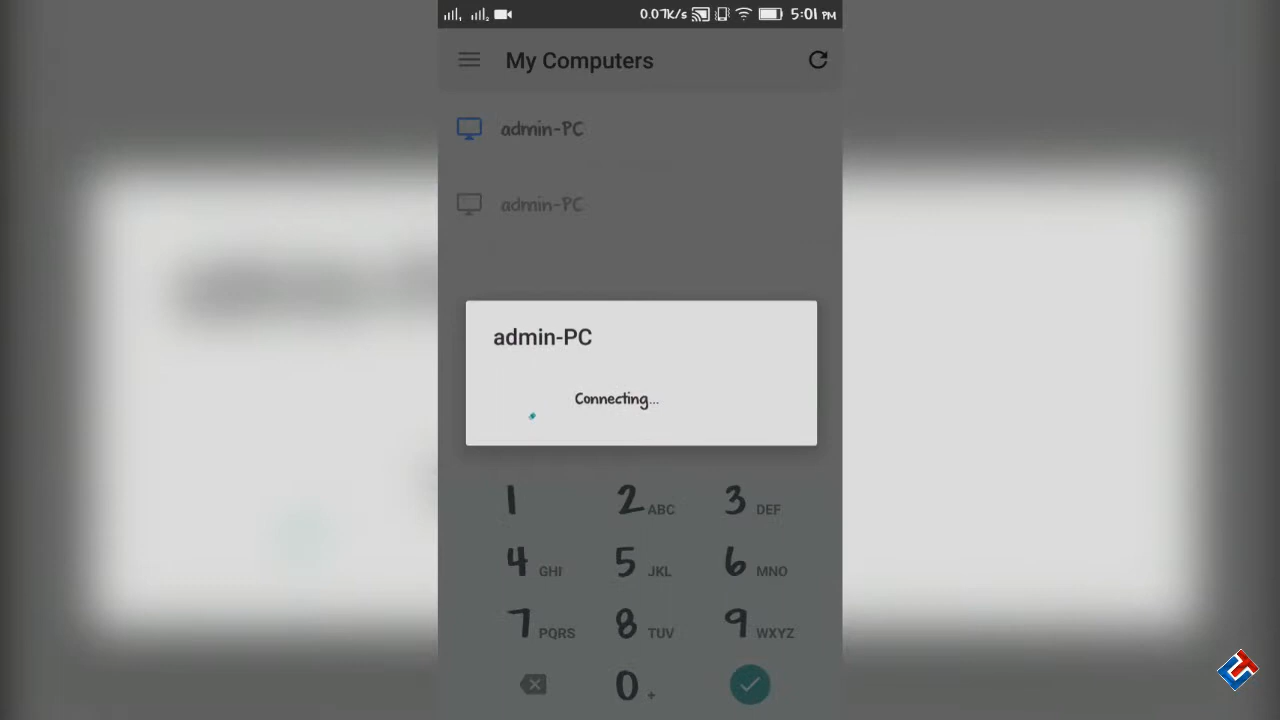 0.07K/s 5:01 PM
My Computers
admin-PC
admin-PC
admin-PC
Connecting...
1 2 ABC 3 DEF
4 GHI 5 JKL 6 MNO
7 PQRS 8 TUV 9 WXYZ
0 +